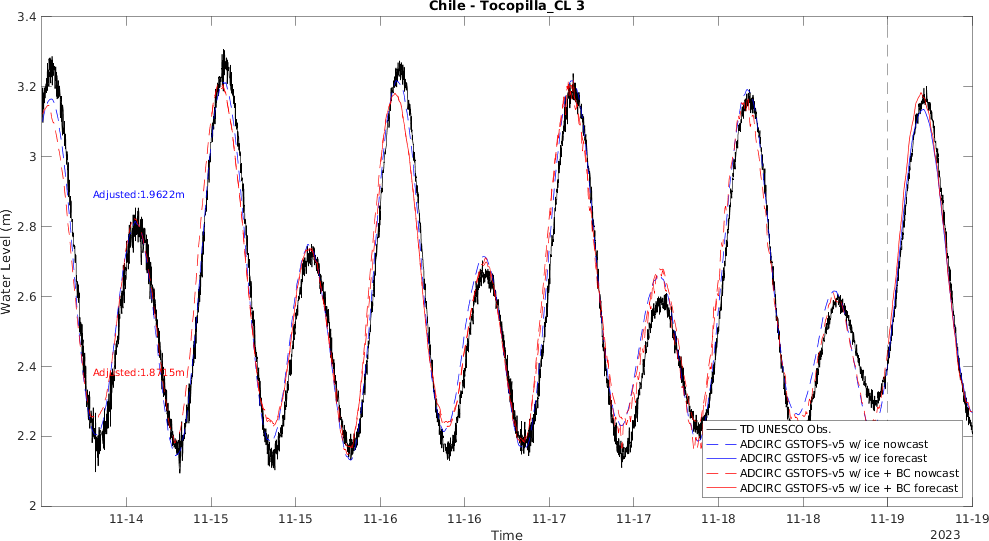 Chile - Tocopilla_CL 3
3.4
3.2
3
2.8
2.6
2.4
2.2
2
Water Level (m)
Adjusted:1.9622m
Adjusted:1.8715m
TD UNESCO Obs.
ADCIRC GSTOFS-v5 w/ ice nowcast
ADCIRC GSTOFS-v5 w/ ice forecast
ADCIRC GSTOFS-v5 w/ ice + BC nowcast
ADCIRC GSTOFS-v5 w/ ice + BC forecast
11-14 11-15 11-15 11-16 11-16 11-17 11-17 11-18 11-18 11-19 11-19
Time
2023